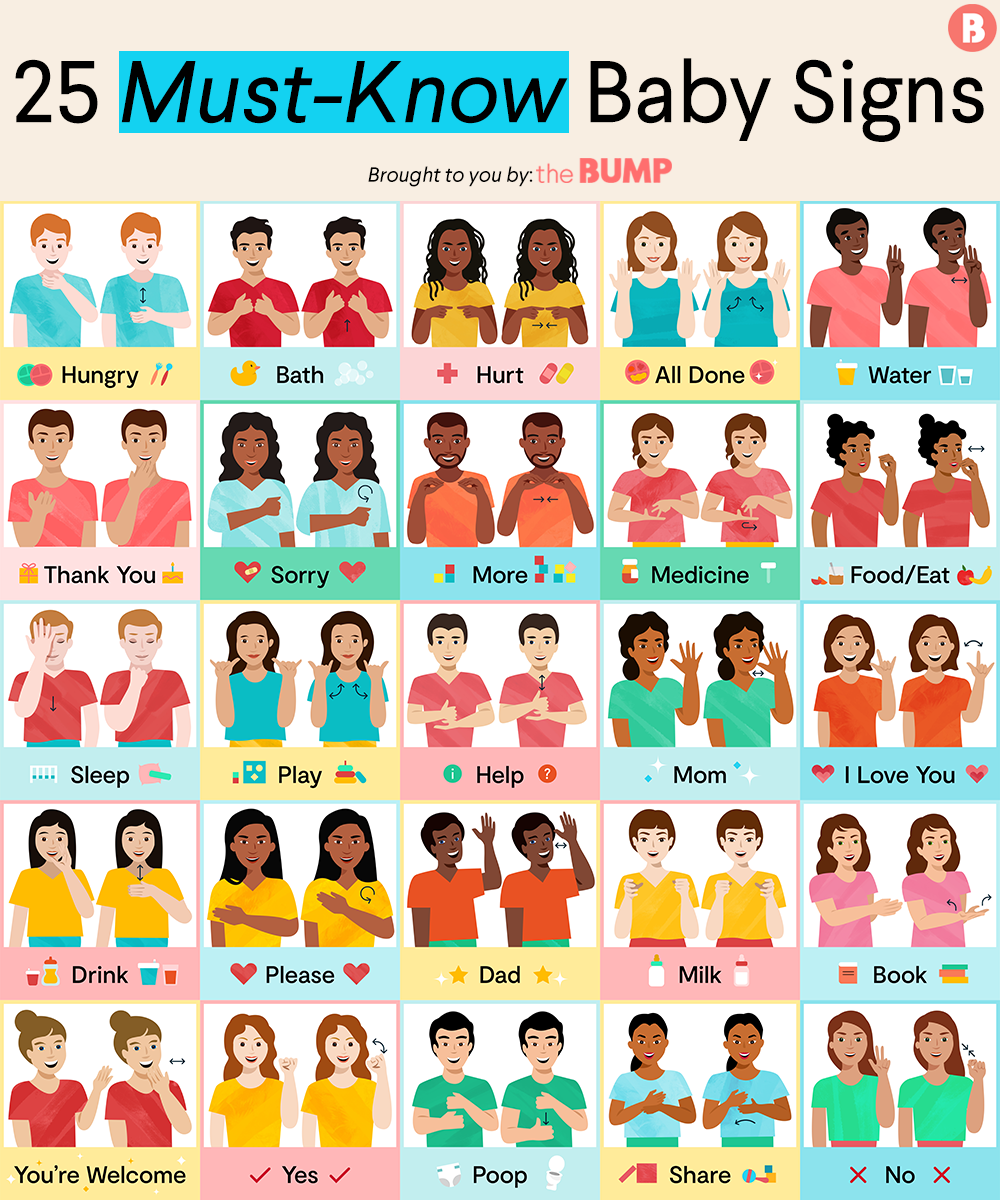 B
25 Must-Know Baby Signs
Brought to you by: the BUMP
Hungry
Bath
Hurt
All Done
Water
Thank You
Sorry
More
Medicine
Food/Eat
Sleep
Play
Help
Mom
I Love You
Drink
Please
Dad
Milk
Book
You're Welcome
Yes
Poop
Share
No